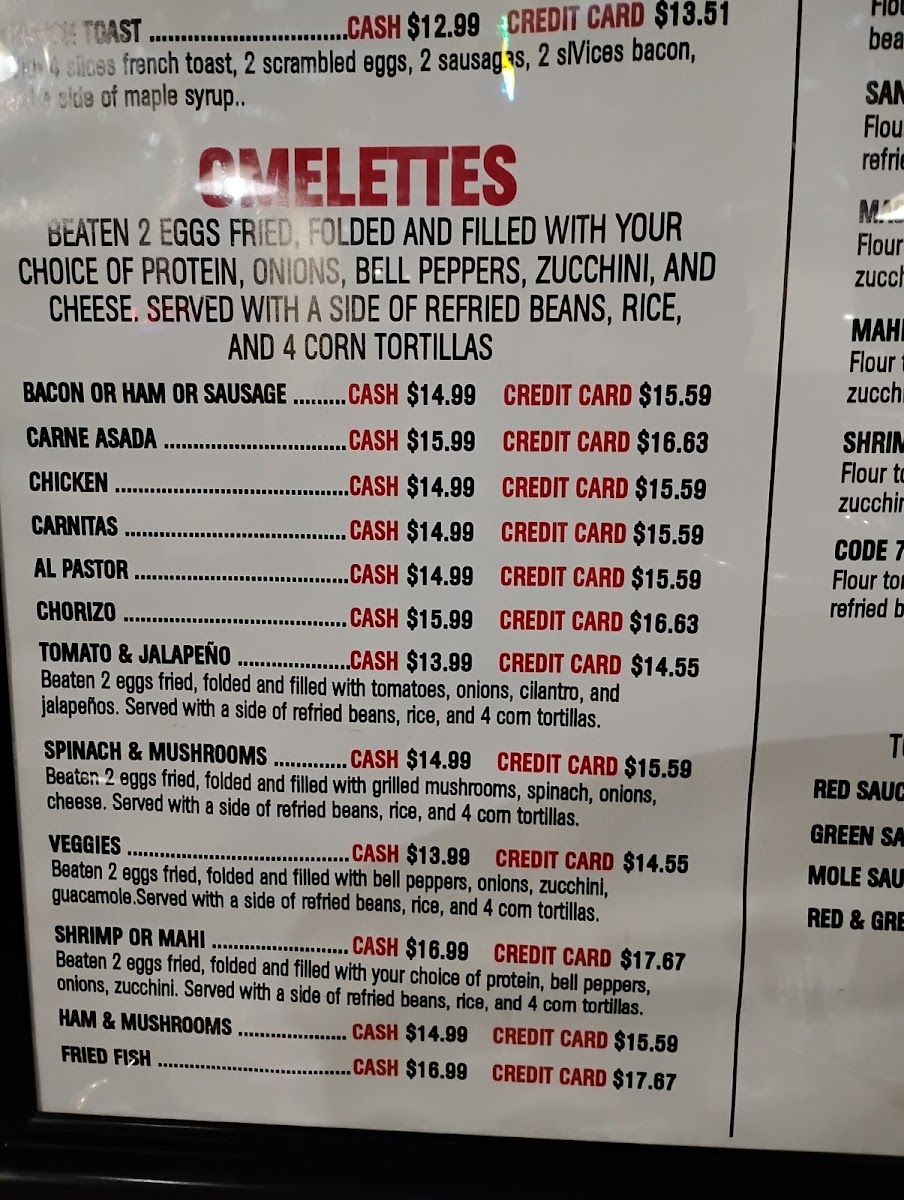 TOAST ..............................CASH $12.99 CREDIT CARD $13.51
4 slices french toast, 2 scrambled eggs, 2 sausages, 2 slVices bacon,
side of maple syrup..
OMELETTES
BEATEN 2 EGGS FRIED, FOLDED AND FILLED WITH YOUR
CHOICE OF PROTEIN, ONIONS, BELL PEPPERS, ZUCCHINI, AND
CHEESE. SERVED WITH A SIDE OF REFRIED BEANS, RICE,
AND 4 CORN TORTILLAS
BACON OR HAM OR SAUSAGE .........CASH $14.99 CREDIT CARD $15.59
CARNE ASADA ...............................CASH $15.99 CREDIT CARD $16.63
CHICKEN .......................................CASH $14.99 CREDIT CARD $15.59
CARNITAS .....................................CASH $14.99 CREDIT CARD $15.59
AL PASTOR ....................................CASH $14.99 CREDIT CARD $15.59
CHORIZO ......................................CASH $15.99 CREDIT CARD $16.63
TOMATO & JALAPEÑO ...................CASH $13.99 CREDIT CARD $14.55
Beaten 2 eggs fried, folded and filled with tomatoes, onions, cilantro, and
jalapeños. Served with a side of refried beans, rice, and 4 corn tortillas.
SPINACH & MUSHROOMS .............CASH $14.99 CREDIT CARD $15.59
Beaten 2 eggs fried, folded and filled with grilled mushrooms, spinach, onions,
cheese. Served with a side of refried beans, rice, and 4 corn tortillas.
VEGGIES ......................................CASH $13.99 CREDIT CARD $14.55
Beaten 2 eggs fried, folded and filled with bell peppers, onions, zucchini,
guacamole.Served with a side of refried beans, rice, and 4 corn tortillas.
SHRIMP OR MAHI .......................CASH $16.99 CREDIT CARD $17.67
Beaten 2 eggs fried, folded and filled with your choice of protein, bell peppers,
onions, zucchini. Served with a side of refried beans, rice, and 4 corn tortillas.
HAM & MUSHROOMS ...................CASH $14.99 CREDIT CARD $15.59
FRIED FISH .................................CASH $16.99 CREDIT CARD $17.67
Flou
bea
SAN
Flou
refrie
Flour
zucch
MAHI
Flour
zucchi
SHRIM
Flour to
zucchin
CODE 7
Flour tor
refried b
RED SAUC
GREEN SA
MOLE SAU
RED & GRE